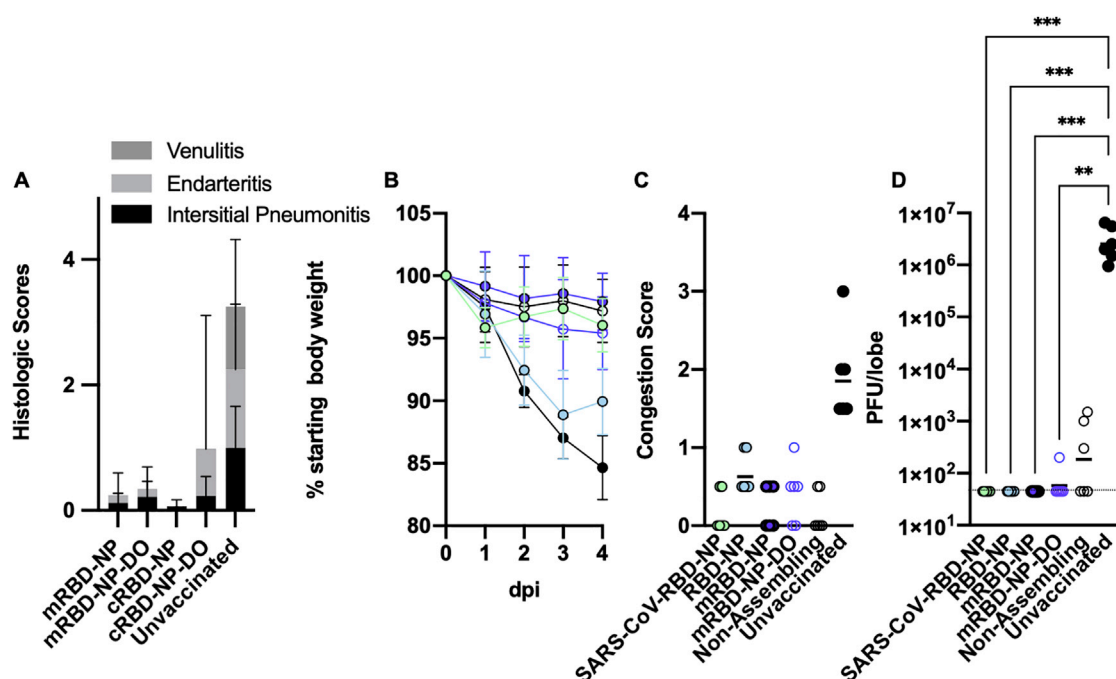 A
Venulitis
Endarteritis
Intersitial Pneumonitis
Histologic Scores
4
2
0
mRBD-NP
mRBD-NP-DO
cRBD-NP
cRBD-NP-DO
Unvaccinated
B
% starting body weight
105
100
95
90
85
80
0 1 2 3 4
dpi
C
Congestion Score
4
3
2
1
0
SARS-CoV-RBD-NP
RBD-NP
mRBD-NP
mRBD-NP-DO
Non-Assembling
Unvaccinated
D
***
***
***
**
PFU/lobe
1×10⁷
1×10⁶
1×10⁵
1×10⁴
1×10³
1×10²
1×10¹
SARS-CoV-RBD-NP
RBD-NP
mRBD-NP
mRBD-NP-DO
Non-Assembling
Unvaccinated